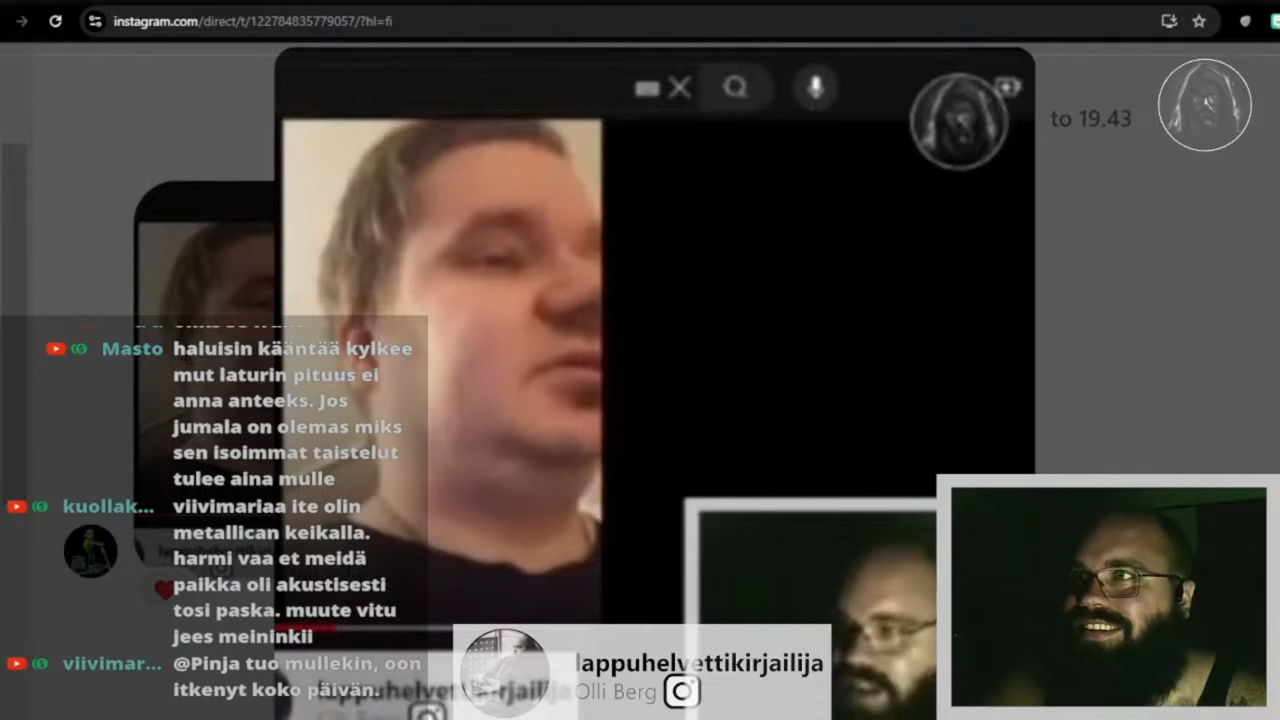 instagram.com/direct/t/122784835779057/?hl=fi
to 19.43
Masto haluisin kääntää kylkee
mut laturin pituus ei
anna anteeks. Jos
jumala on olemas miks
sen isoimmat taistelut
tulee aina mulle
kuollak... viivimariaa ite olin
metallican keikalla.
harmi vaa et meidä
paikka oli akustisesti
tosi paska. muute vitu
jees meininkii
viivimar... @Pinja tuo mullekin, oon
itkenyt koko päivän.
lappuhelvettikirjailija
Olli Berg